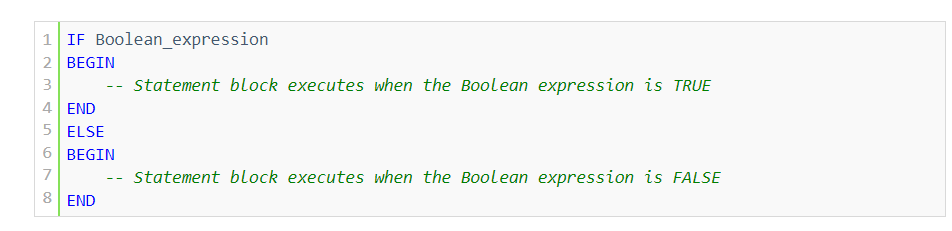 1 IF Boolean_expression
2 BEGIN
3     -- Statement block executes when the Boolean expression is TRUE
4 END
5 ELSE
6 BEGIN
7     -- Statement block executes when the Boolean expression is FALSE
8 END